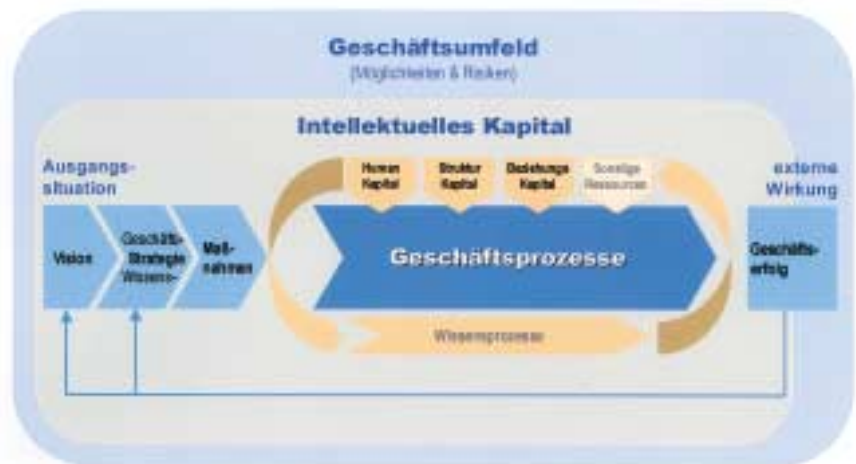 Geschäftsumfeld
(Möglichkeiten & Risiken)
Intellektuelles Kapital
Ausgangs-
situation
externe
Wirkung
Human
Kapital
Struktur
Kapital
Beziehungs
Kapital
Sonstige
Ressourcen
Vision
Geschäfts-
Strategie
Wissens-
Maß-
nahmen
Geschäftsprozesse
Geschäfts-
erfolg
Wissensprozesse